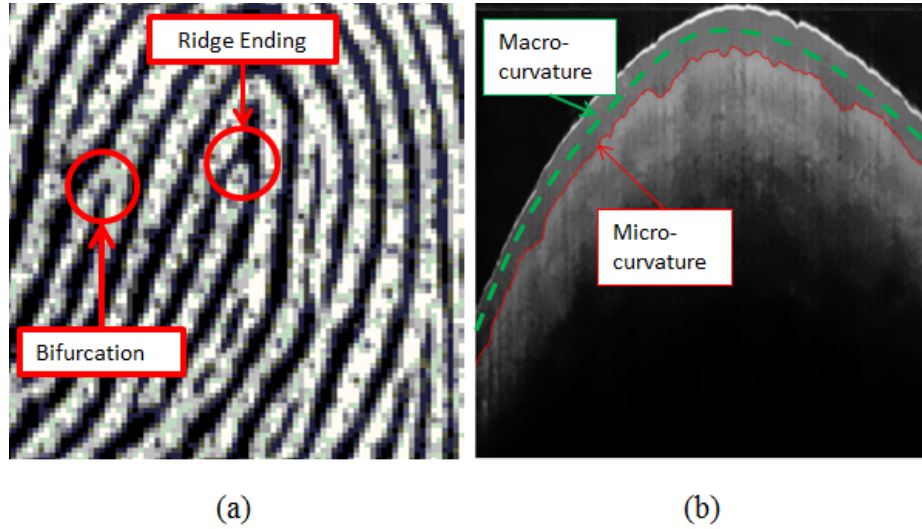 Ridge Ending
Bifurcation
(a)
Macro-
curvature
Micro-
curvature
(b)